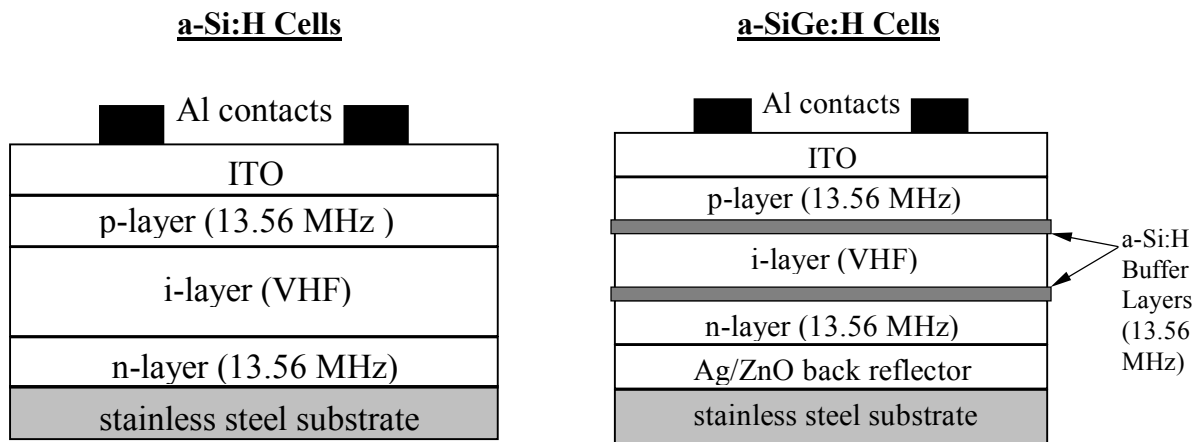 a-Si:H Cells
Al contacts
ITO
p-layer (13.56 MHz )
i-layer (VHF)
n-layer (13.56 MHz)
stainless steel substrate
a-SiGe:H Cells
Al contacts
ITO
p-layer (13.56 MHz)
i-layer (VHF)
n-layer (13.56 MHz)
Ag/ZnO back reflector
stainless steel substrate
a-Si:H
Buffer
Layers
(13.56
MHz)